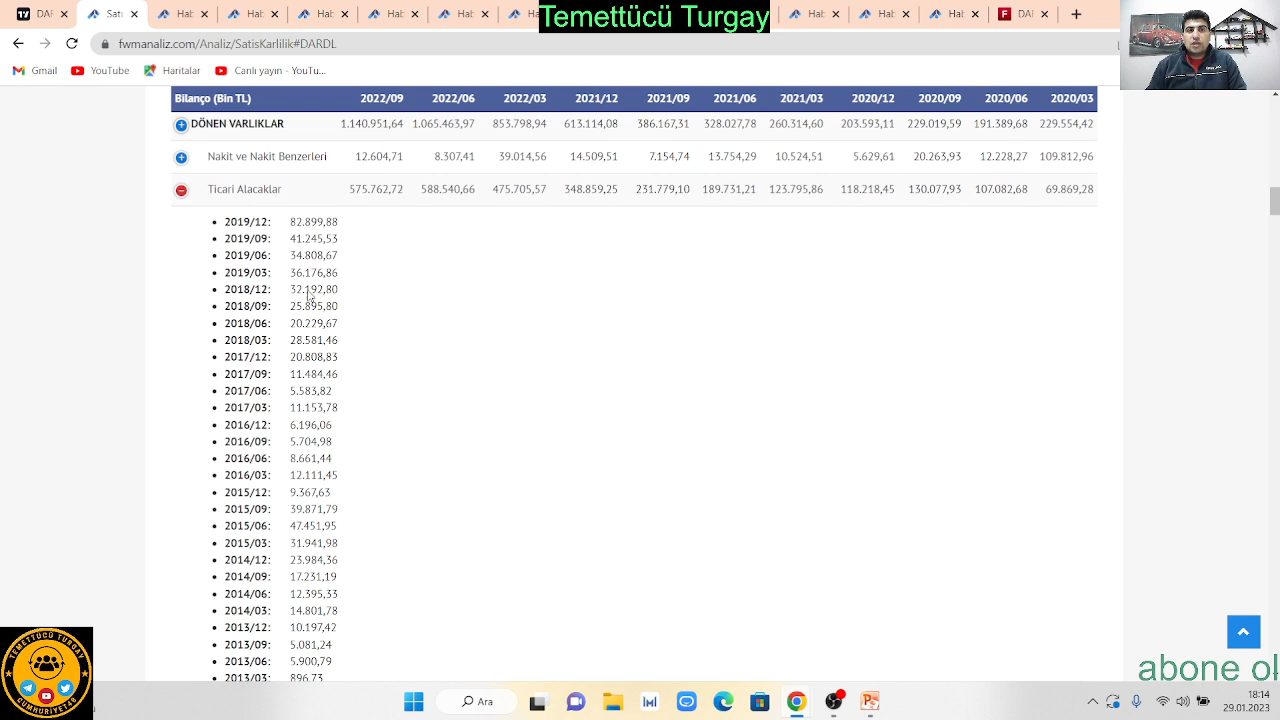 Temettücü Turgay
Satı
Ha
Hal
Hal
Hal
F DAI
fwmanaliz.com/Analiz/SatisKarlilik#DARDL
Gmail YouTube Haritalar Canlı yayın - YouTu...
Bilanço (Bin TL) 2022/09 2022/06 2022/03 2021/12 2021/09 2021/06 2021/03 2020/12 2020/09 2020/06 2020/03
DÖNEN VARLIKLAR 1.140.951,64 1.065.463,97 853.798,94 613.114,08 386.167,31 328.027,78 260.314,60 203.593,11 229.019,59 191.389,68 229.554,42
Nakit ve Nakit Benzerleri 12.604,71 8.307,41 39.014,56 14.509,51 7.154,74 13.754,29 10.524,51 5.629,61 20.263,93 12.228,27 109.812,96
Ticari Alacaklar 575.762,72 588.540,66 475.705,57 348.859,25 231.779,10 189.731,21 123.795,86 118.218,45 130.077,93 107.082,68 69.869,28
2019/12: 82.899,88
2019/09: 41.245,53
2019/06: 34.808,67
2019/03: 36.176,86
2018/12: 32.192,80
2018/09: 25.895,80
2018/06: 20.229,67
2018/03: 28.581,46
2017/12: 20.808,83
2017/09: 11.484,46
2017/06: 5.583,82
2017/03: 11.153,78
2016/12: 6.196,06
2016/09: 5.704,98
2016/06: 8.661,44
2016/03: 12.111,45
2015/12: 9.367,63
2015/09: 39.871,79
2015/06: 47.451,95
2015/03: 31.941,98
2014/12: 23.984,36
2014/09: 17.231,19
2014/06: 12.395,33
2014/03: 14.801,78
2013/12: 10.197,42
2013/09: 5.081,24
2013/06: 5.900,79
2013/03: 896,73
TEMETTÜCÜ TURGAY
CUMHURİYET46
abone ol
Ara
18:14
29.01.2023